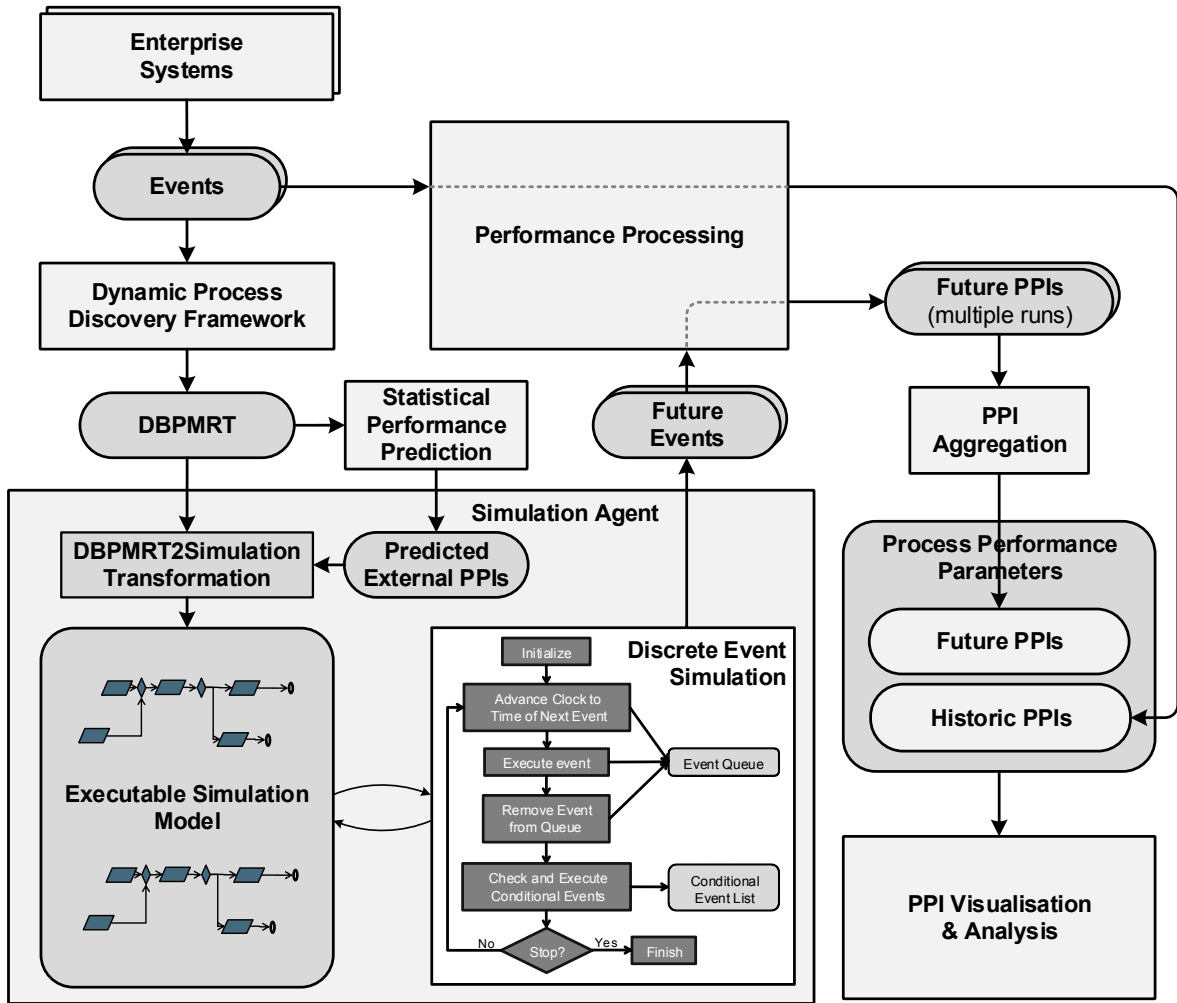 Enterprise
Systems
Events
Performance Processing
Dynamic Process
Discovery Framework
Future PPIs
(multiple runs)
DBPMRT
Statistical
Performance
Prediction
Future
Events
PPI
Aggregation
Simulation Agent
DBPMRT2Simulation
Transformation
Predicted
External PPIs
Process Performance
Parameters
Future PPIs
Historic PPIs
Discrete Event
Simulation
Initialize
Advance Clock to
Time of Next Event
Execute event
Event Queue
Remove Event
from Queue
Check and Execute
Conditional Events
Conditional
Event List
No
Stop?
Yes
Finish
Executable Simulation
Model
PPI Visualisation
& Analysis